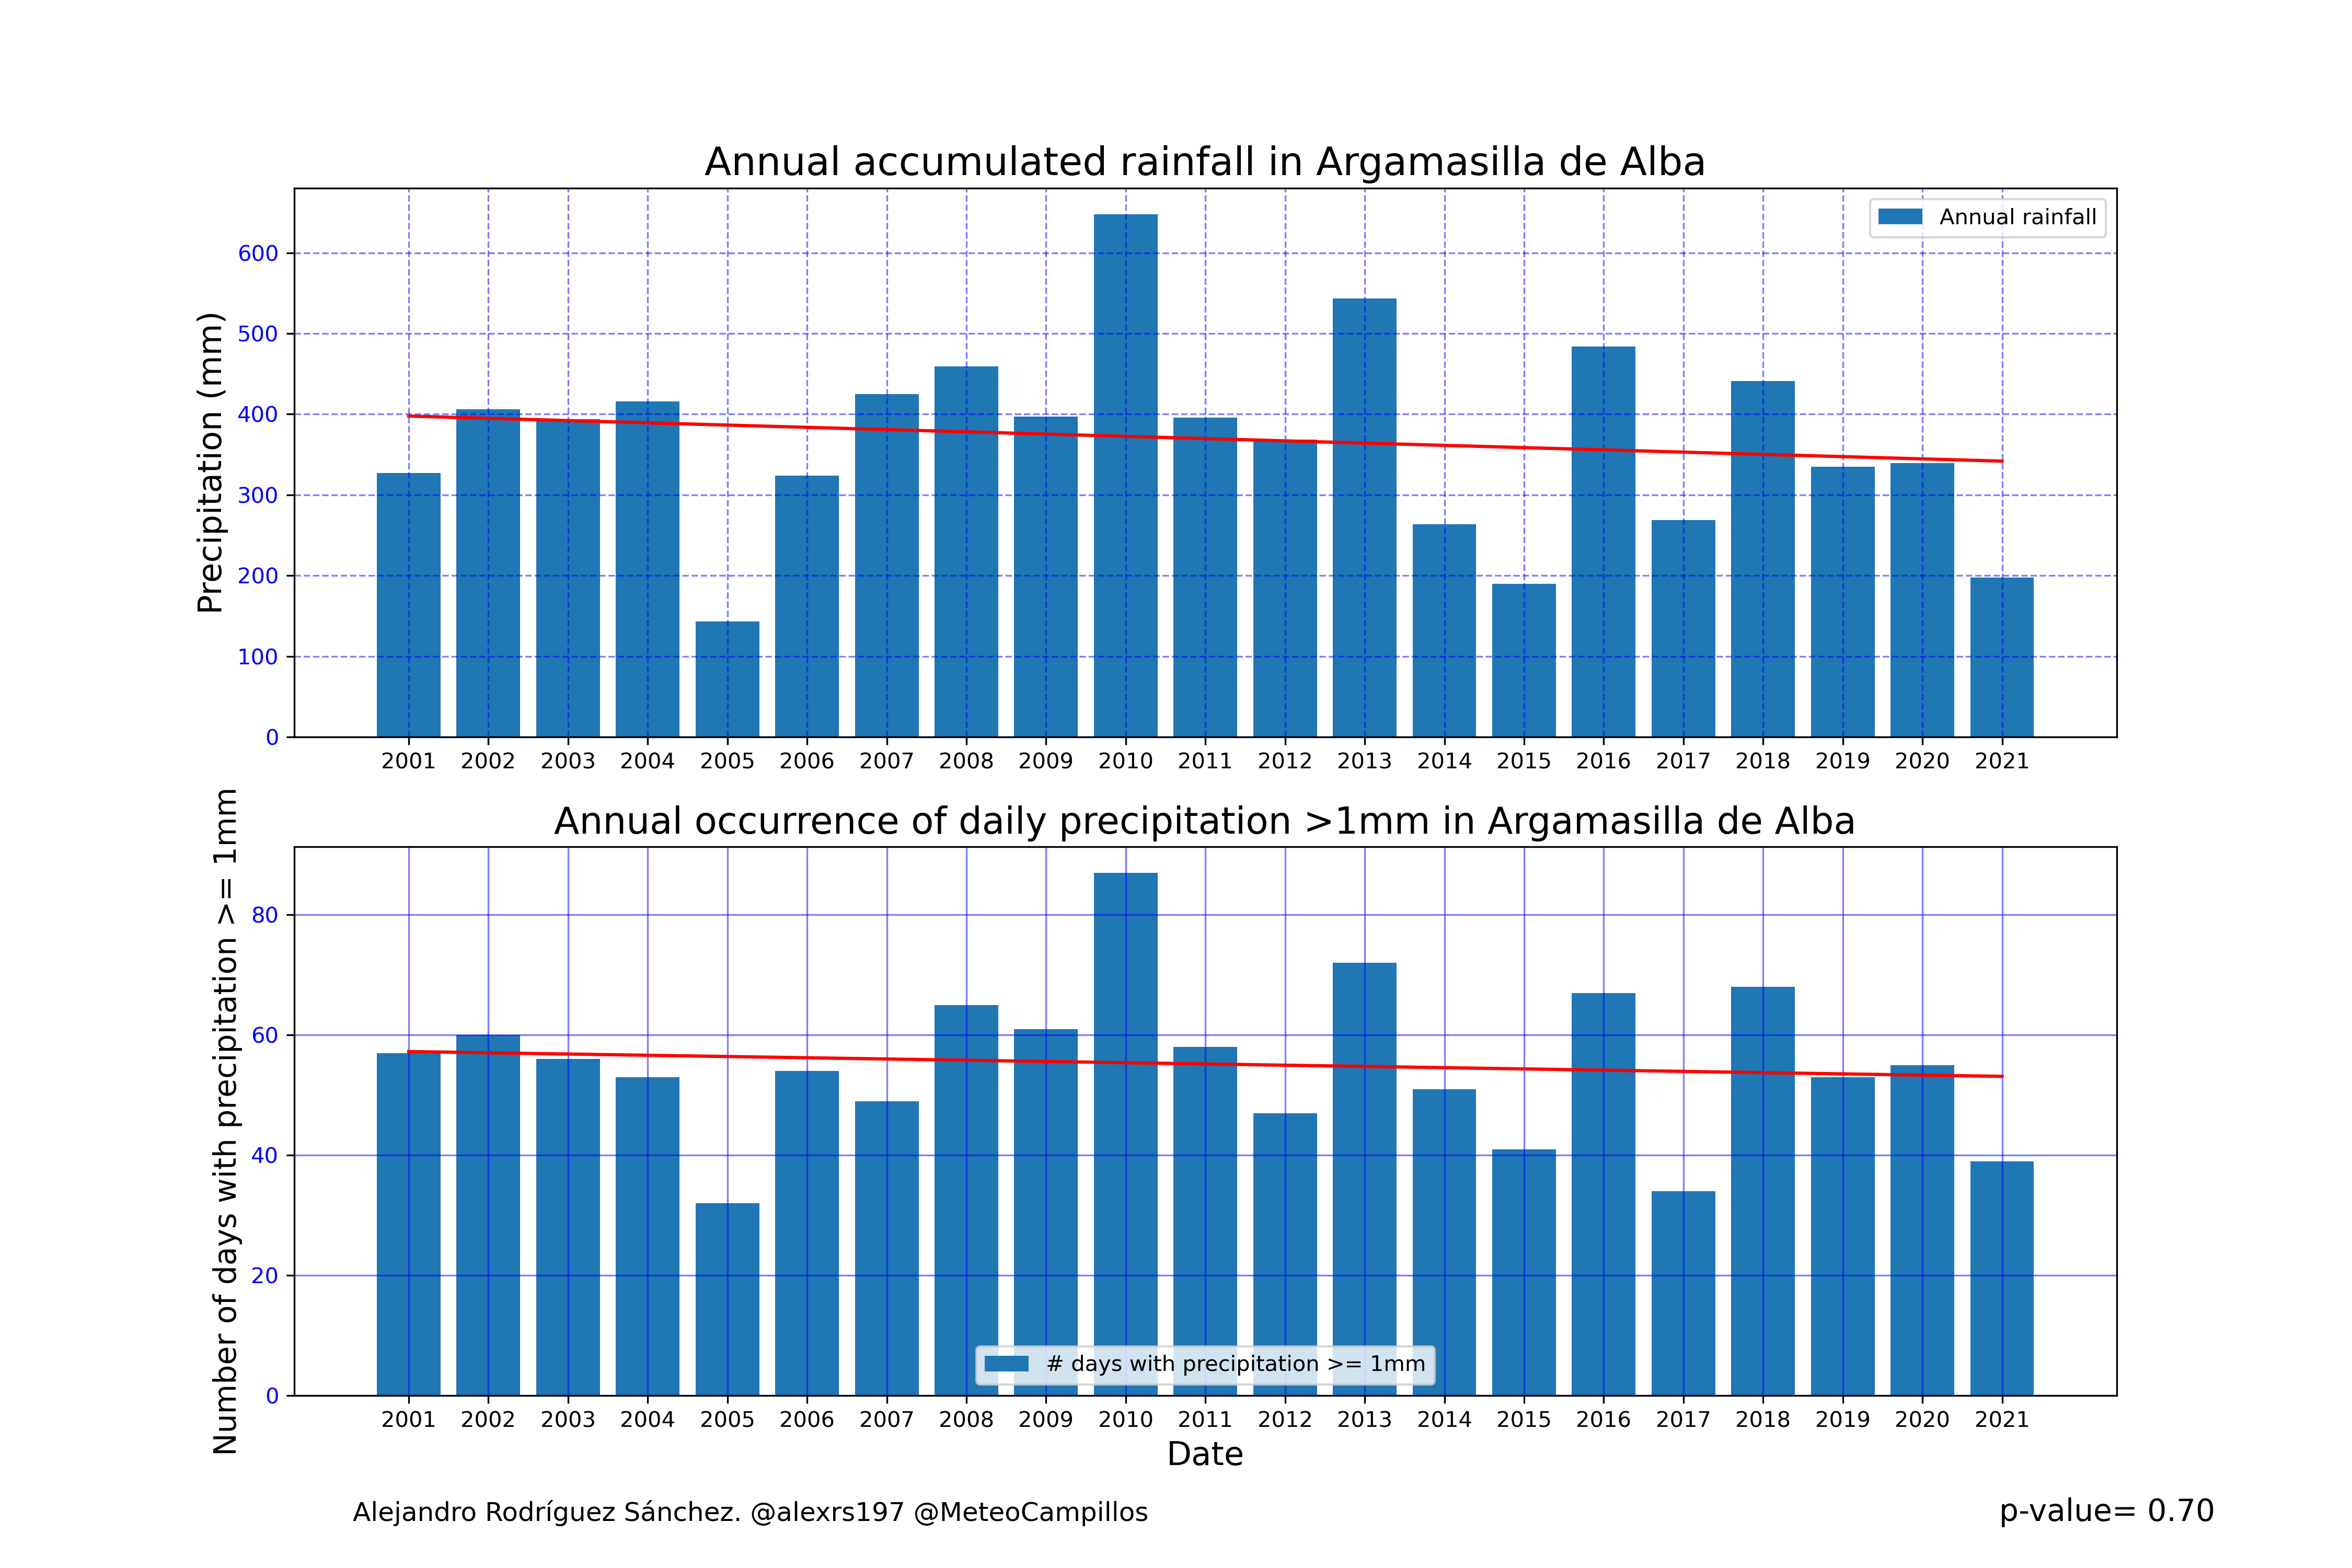 Annual accumulated rainfall in Argamasilla de Alba
Precipitation (mm)
600
500
400
300
200
100
0
Annual rainfall
2001 2002 2003 2004 2005 2006 2007 2008 2009 2010 2011 2012 2013 2014 2015 2016 2017 2018 2019 2020 2021
Annual occurrence of daily precipitation >1mm in Argamasilla de Alba
Number of days with precipitation >= 1mm
80
60
40
20
0
# days with precipitation >= 1mm
2001 2002 2003 2004 2005 2006 2007 2008 2009 2010 2011 2012 2013 2014 2015 2016 2017 2018 2019 2020 2021
Date
Alejandro Rodríguez Sánchez. @alexrs197 @MeteoCampillos
p-value= 0.70